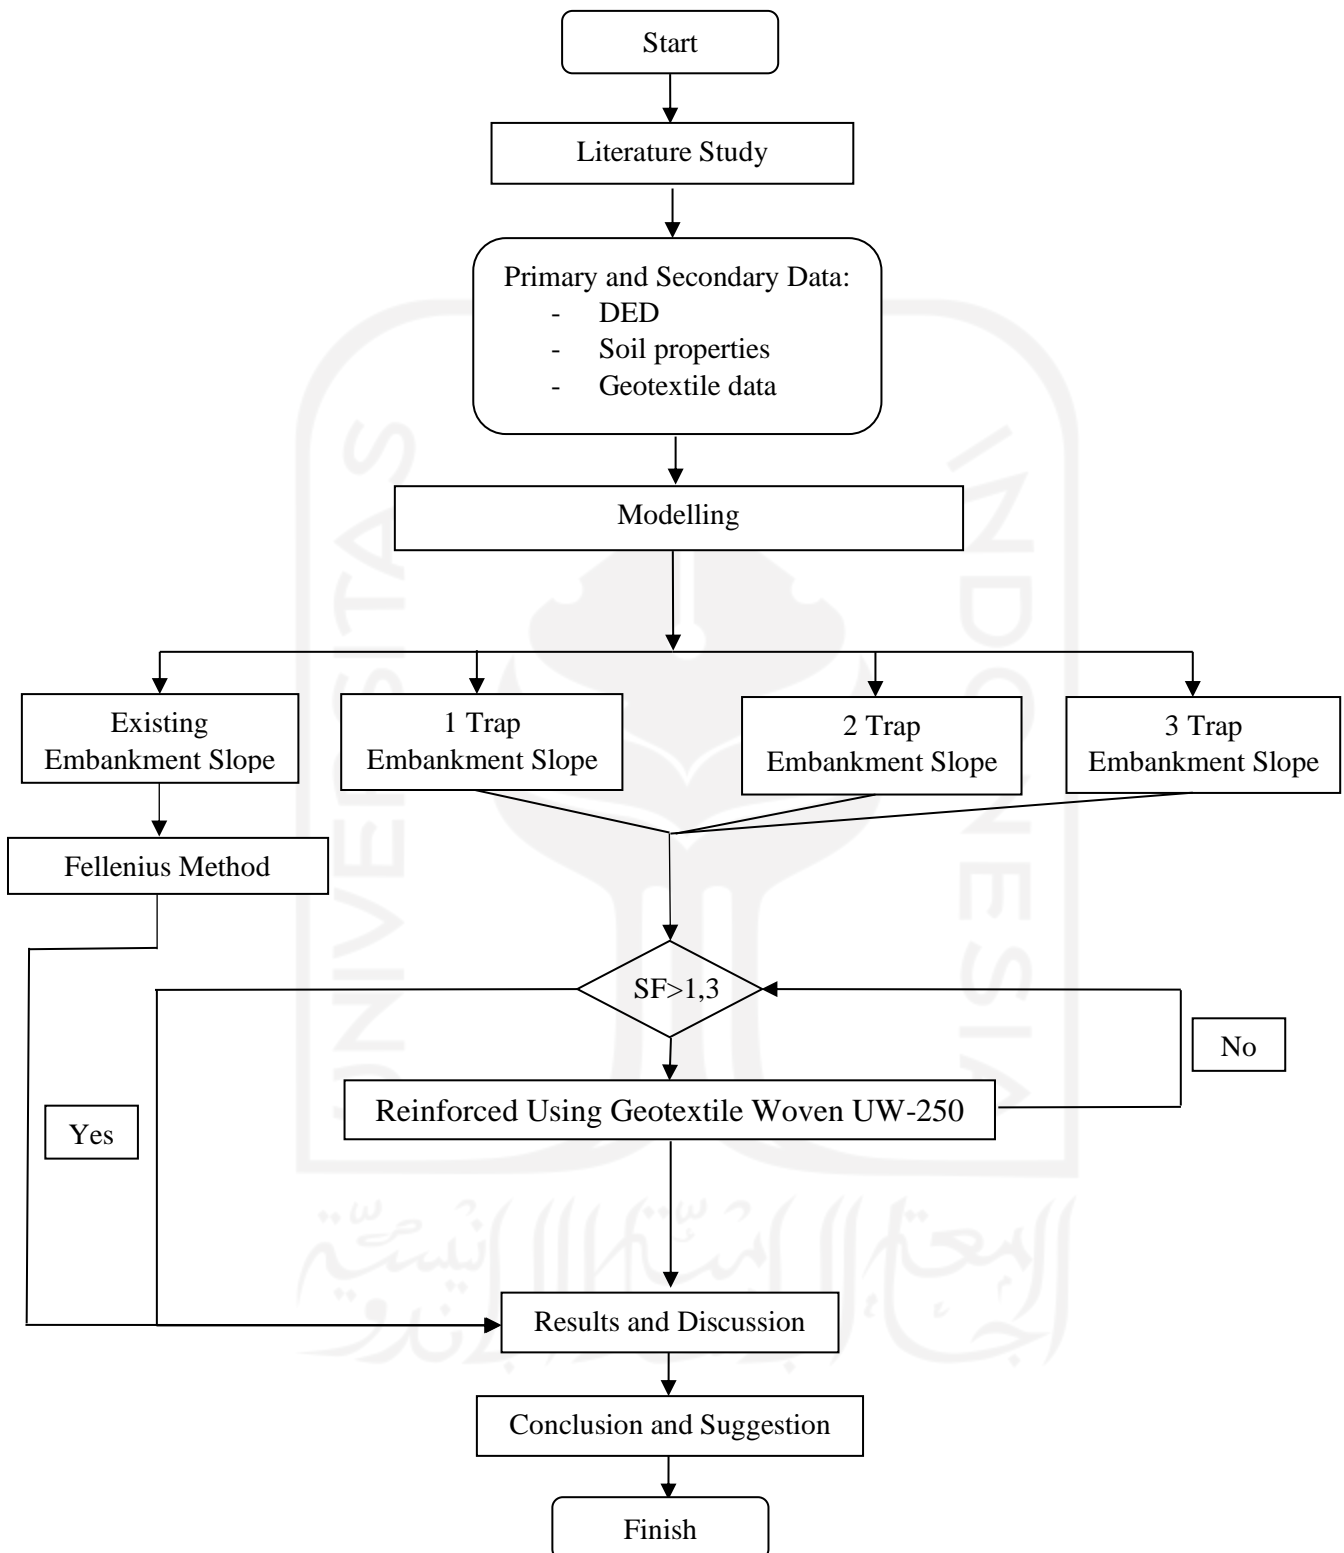 Start
Literature Study
Primary and Secondary Data:
- DED
- Soil properties
- Geotextile data
Modelling
Existing
Embankment Slope
1 Trap
Embankment Slope
2 Trap
Embankment Slope
3 Trap
Embankment Slope
Fellenius Method
SF>1,3
No
Reinforced Using Geotextile Woven UW-250
Yes
Results and Discussion
Conclusion and Suggestion
Finish
UNIVERSITAS
INDONESIA